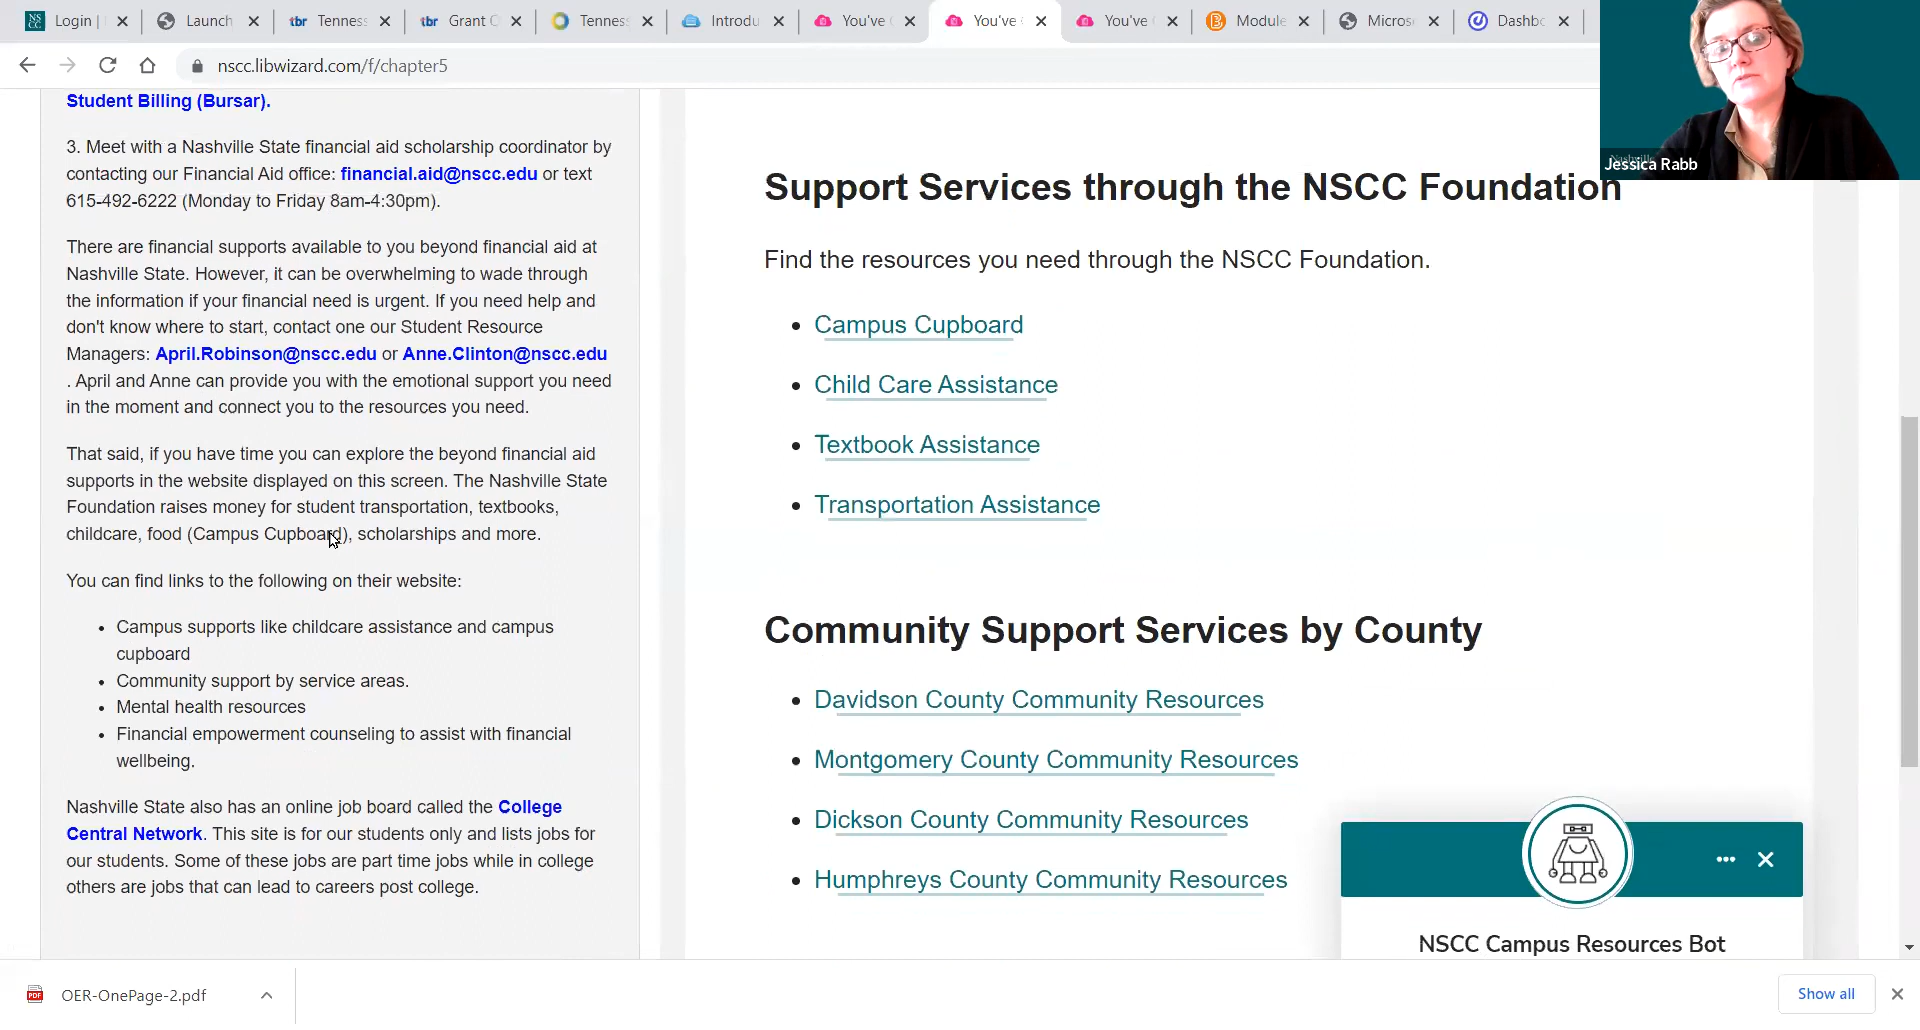 Login |
Launch
tbr Tennes
tbr Grant O
Tennes
Introdu
You've
You've
You've
Modul
Micros
Dashb
nscc.libwizard.com/f/chapter5
Jessica Rabb
Student Billing (Bursar).
3. Meet with a Nashville State financial aid scholarship coordinator by
contacting our Financial Aid office: financial.aid@nscc.edu or text
615-492-6222 (Monday to Friday 8am-4:30pm).
There are financial supports available to you beyond financial aid at
Nashville State. However, it can be overwhelming to wade through
the information if your financial need is urgent. If you need help and
don't know where to start, contact one our Student Resource
Managers: April.Robinson@nscc.edu or Anne.Clinton@nscc.edu
. April and Anne can provide you with the emotional support you need
in the moment and connect you to the resources you need.
That said, if you have time you can explore the beyond financial aid
supports in the website displayed on this screen. The Nashville State
Foundation raises money for student transportation, textbooks,
childcare, food (Campus Cupboard), scholarships and more.
You can find links to the following on their website:
• Campus supports like childcare assistance and campus
cupboard
• Community support by service areas.
• Mental health resources
• Financial empowerment counseling to assist with financial
wellbeing.
Nashville State also has an online job board called the College
Central Network. This site is for our students only and lists jobs for
our students. Some of these jobs are part time jobs while in college
others are jobs that can lead to careers post college.
Support Services through the NSCC Foundation
Find the resources you need through the NSCC Foundation.
• Campus Cupboard
• Child Care Assistance
• Textbook Assistance
• Transportation Assistance
Community Support Services by County
• Davidson County Community Resources
• Montgomery County Community Resources
• Dickson County Community Resources
• Humphreys County Community Resources
NSCC Campus Resources Bot
OER-OnePage-2.pdf
Show all